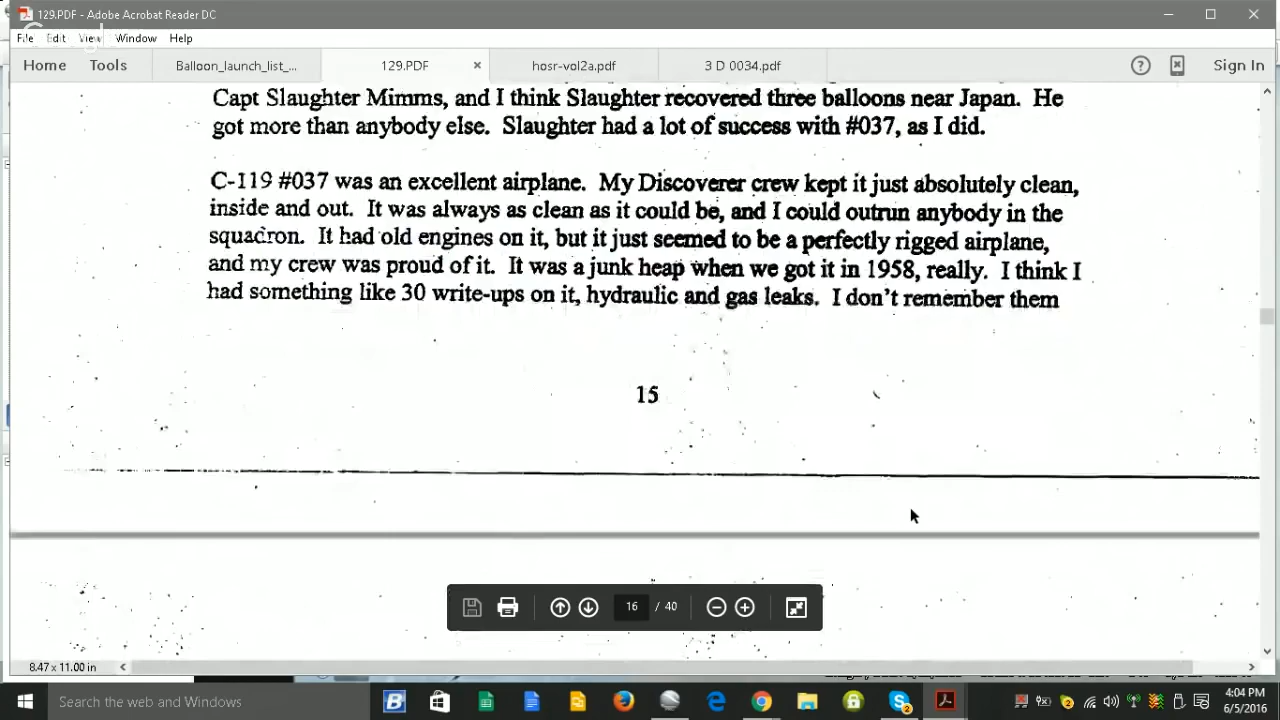 129.PDF - Adobe Acrobat Reader DC
Google
File Edit View Window Help
Home Tools Balloon_launch_list_... 129.PDF × hosr-vol2a.pdf 3 D 0034.pdf Sign In
Capt Slaughter Mimms, and I think Slaughter recovered three balloons near Japan. He
got more than anybody else. Slaughter had a lot of success with #037, as I did.
C-119 #037 was an excellent airplane. My Discoverer crew kept it just absolutely clean,
inside and out. It was always as clean as it could be, and I could outrun anybody in the
squadron. It had old engines on it, but it just seemed to be a perfectly rigged airplane,
and my crew was proud of it. It was a junk heap when we got it in 1958, really. I think I
had something like 30 write-ups on it, hydraulic and gas leaks. I don't remember them
15
16 / 40
8.47 x 11.00 in
Search the web and Windows
4:04 PM
6/5/2016